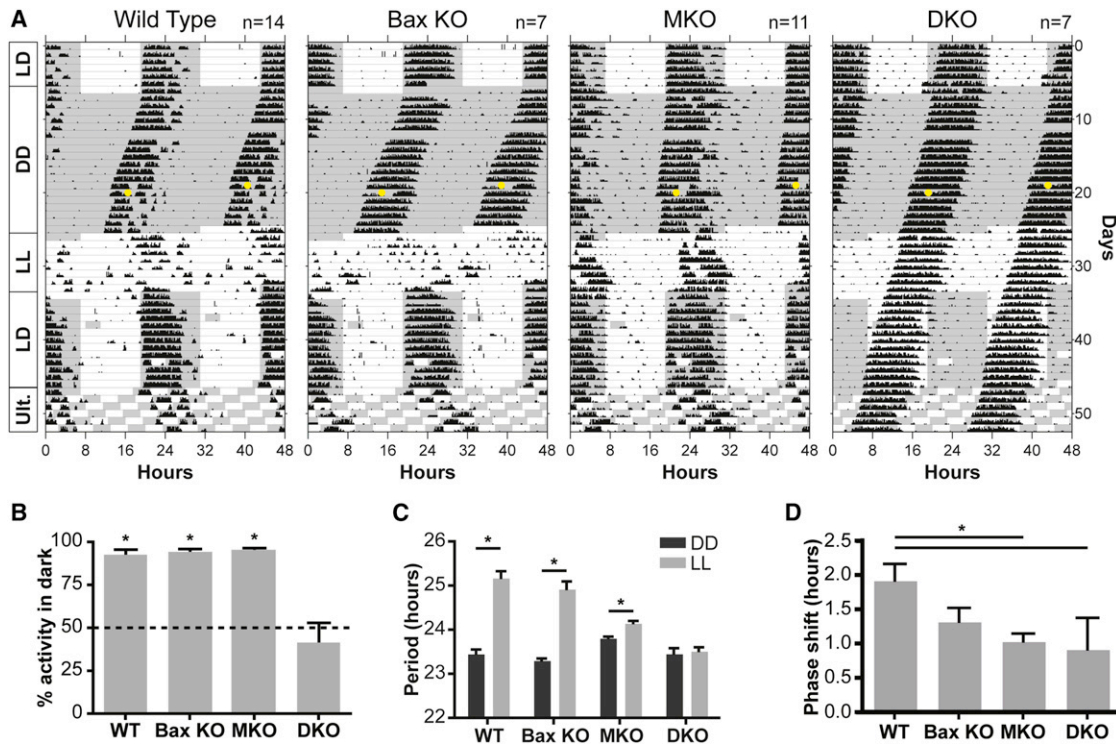 A
Wild Type n=14
Bax KO n=7
MKO n=11
DKO n=7
LD
DD
LL
LD
Ult.
0
10
20
30
40
50
Days
0 8 16 24 32 40 48
0 8 16 24 32 40 48
0 8 16 24 32 40 48
0 8 16 24 32 40 48
Hours
Hours
Hours
Hours
B
% activity in dark
100
75
50
25
0
* * *
WT Bax KO MKO DKO
C
Period (hours)
26
25
24
23
22
* * *
DD
LL
WT Bax KO MKO DKO
D
Phase shift (hours)
2.5
2.0
1.5
1.0
0.5
0.0
*
WT Bax KO MKO DKO